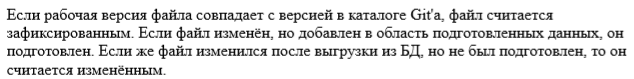 Если рабочая версия файла совпадает с версией в каталоге Git'а, файл считается
зафиксированным. Если файл изменён, но добавлен в область подготовленных данных, он
подготовлен. Если же файл изменился после выгрузки из БД, но не был подготовлен, то он
считается изменённым.